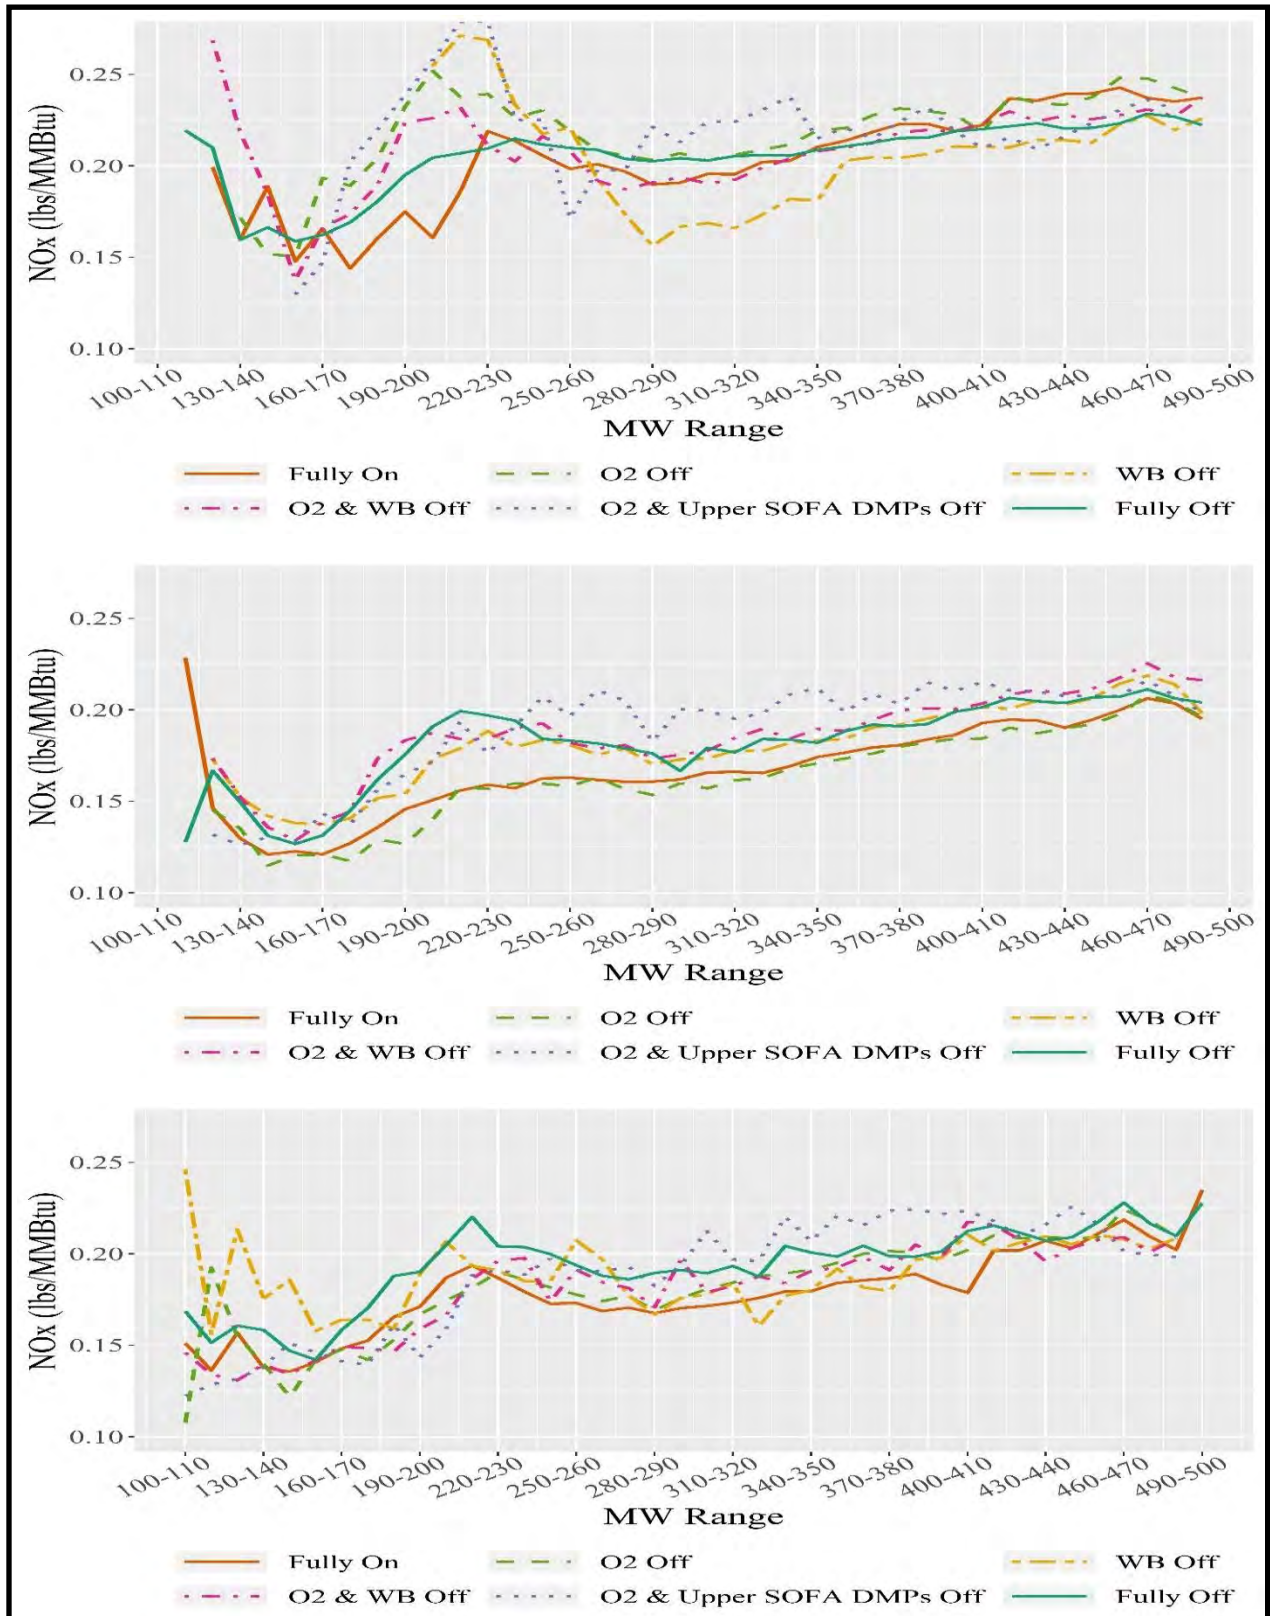 0.25
0.20
0.15
0.10
NOx (lbs/MMBtu)
100-110 130-140 160-170 190-200 220-230 250-260 280-290 310-320 340-350 370-380 400-410 430-440 460-470 490-500
MW Range
Fully On O2 Off WB Off
O2 & WB Off O2 & Upper SOFA DMPs Off Fully Off
0.25
0.20
0.15
0.10
NOx (lbs/MMBtu)
100-110 130-140 160-170 190-200 220-230 250-260 280-290 310-320 340-350 370-380 400-410 430-440 460-470 490-500
MW Range
Fully On O2 Off WB Off
O2 & WB Off O2 & Upper SOFA DMPs Off Fully Off
0.25
0.20
0.15
0.10
NOx (lbs/MMBtu)
100-110 130-140 160-170 190-200 220-230 250-260 280-290 310-320 340-350 370-380 400-410 430-440 460-470 490-500
MW Range
Fully On O2 Off WB Off
O2 & WB Off O2 & Upper SOFA DMPs Off Fully Off